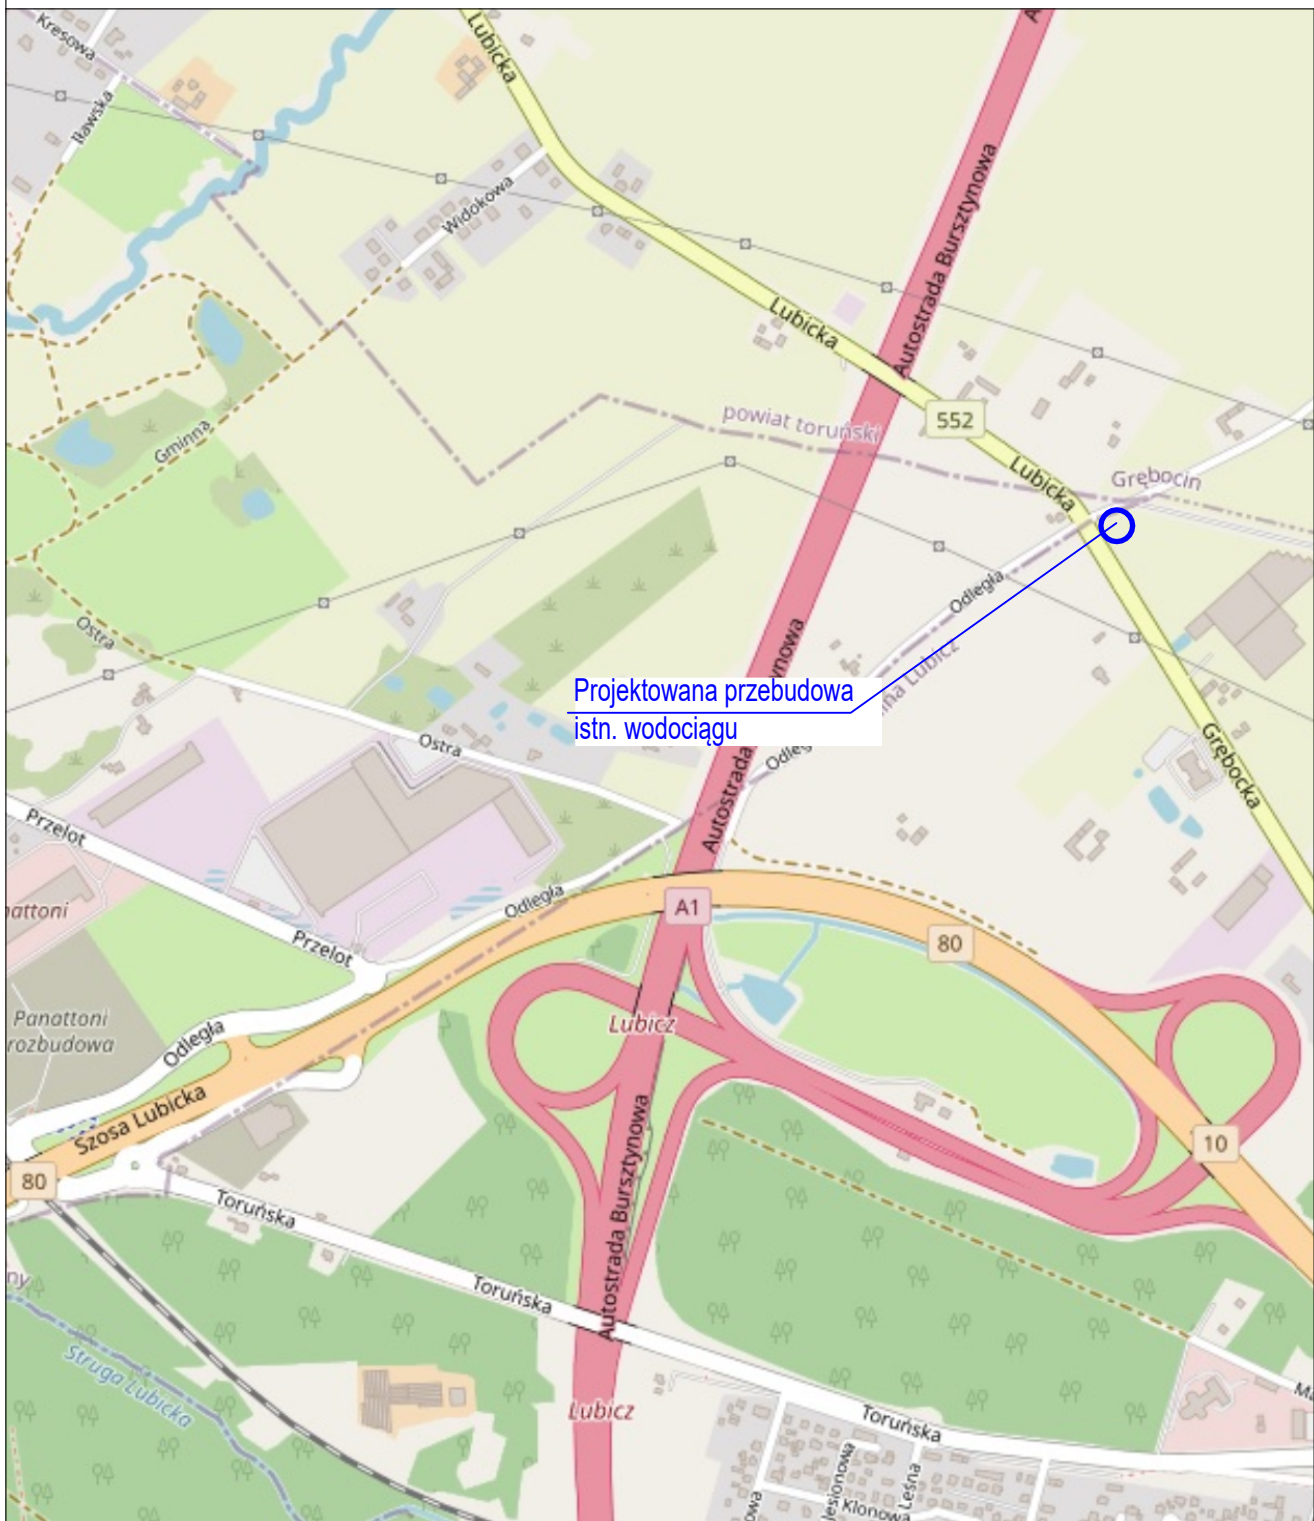 Kresowa
Lubicka
Iławska
Widokowa
Autostrada Bursztynowa
Lubicka
powiat toruński
552
Gminna
Lubicka
Grębocin
Odległa
Ostra
Projektowana przebudowa
istn. wodociągu
Lubicz
Ostra
Grębocka
Autostrada
Przelot
Odległa
A1
80
Przelot
Panattoni
rozbudowa
Lubicz
Odległa
Szosa Lubicka
10
80
Autostrada Bursztynowa
Toruńska
Toruńska
Struga Lubicka
Lubicz
Toruńska
Leśna
Klonowa